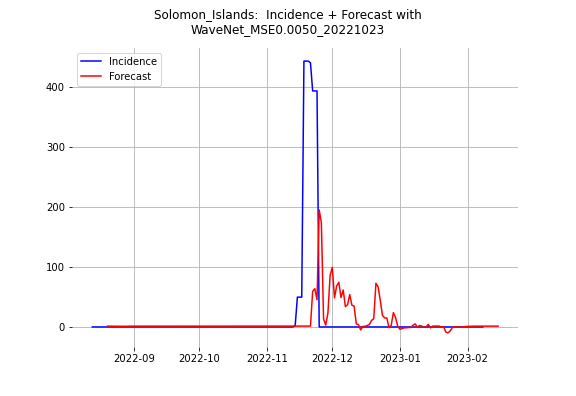 Solomon_Islands:  Incidence + Forecast with
WaveNet_MSE0.0050_20221023
Incidence
Forecast
400
300
200
100
0
2022-09 2022-10 2022-11 2022-12 2023-01 2023-02